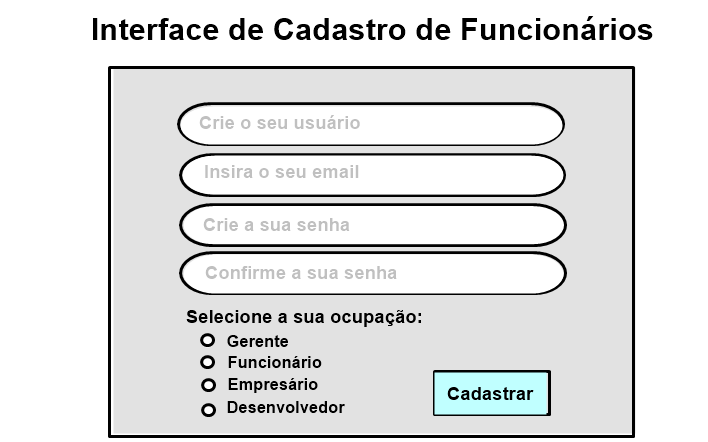 Interface de Cadastro de Funcionários
Crie o seu usuário
Insira o seu email
Crie a sua senha
Confirme a sua senha
Selecione a sua ocupação:
Gerente
Funcionário
Empresário
Desenvolvedor
Cadastrar